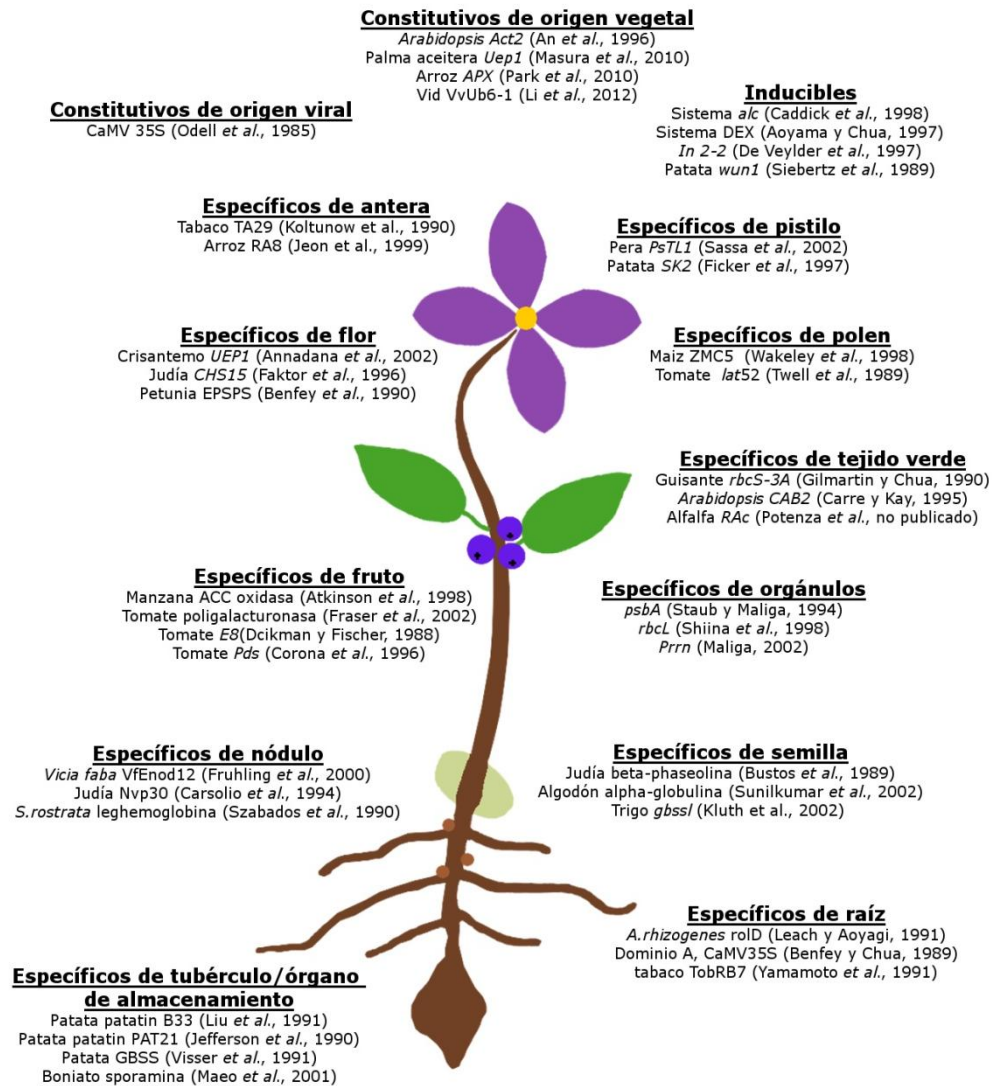 Constitutivos de origen vegetal
Arabidopsis Act2 (An et al., 1996)
Palma aceitera Uep1 (Masura et al., 2010)
Arroz APX (Park et al., 2010)
Vid VvUb6-1 (Li et al., 2012)
Constitutivos de origen viral
CaMV 35S (Odell et al., 1985)
Inducibles
Sistema alc (Caddick et al., 1998)
Sistema DEX (Aoyama y Chua, 1997)
In 2-2 (De Veylder et al., 1997)
Patata wun1 (Siebertz et al., 1989)
Específicos de antera
Tabaco TA29 (Koltunow et al., 1990)
Arroz RA8 (Jeon et al., 1999)
Específicos de pistilo
Pera PsTL1 (Sassa et al., 2002)
Patata SK2 (Ficker et al., 1997)
Específicos de flor
Crisantemo UEP1 (Annadana et al., 2002)
Judía CHS15 (Faktor et al., 1996)
Petunia EPSPS (Benfey et al., 1990)
Específicos de polen
Maiz ZMC5 (Wakeley et al., 1998)
Tomate lat52 (Twell et al., 1989)
Específicos de tejido verde
Guisante rbcS-3A (Gilmartin y Chua, 1990)
Arabidopsis CAB2 (Carre y Kay, 1995)
Alfalfa RAc (Potenza et al., no publicado)
Específicos de fruto
Manzana ACC oxidasa (Atkinson et al., 1998)
Tomate poligalacturonasa (Fraser et al., 2002)
Tomate E8(Dcikman y Fischer, 1988)
Tomate Pds (Corona et al., 1996)
Específicos de orgánulos
psbA (Staub y Maliga, 1994)
rbcL (Shiina et al., 1998)
Prrn (Maliga, 2002)
Específicos de nódulo
Vicia faba VfEnod12 (Fruhling et al., 2000)
Judía Nvp30 (Carsolio et al., 1994)
S.rostrata leghemoglobina (Szabados et al., 1990)
Específicos de semilla
Judía beta-phaseolina (Bustos et al., 1989)
Algodón alpha-globulina (Sunilkumar et al., 2002)
Trigo gbssl (Kluth et al., 2002)
Específicos de raíz
A.rhizogenes rolD (Leach y Aoyagi, 1991)
Dominio A, CaMV35S (Benfey y Chua, 1989)
tabaco TobRB7 (Yamamoto et al., 1991)
Específicos de tubérculo/órgano
de almacenamiento
Patata patatin B33 (Liu et al., 1991)
Patata patatin PAT21 (Jefferson et al., 1990)
Patata GBSS (Visser et al., 1991)
Boniato sporamina (Maeo et al., 2001)